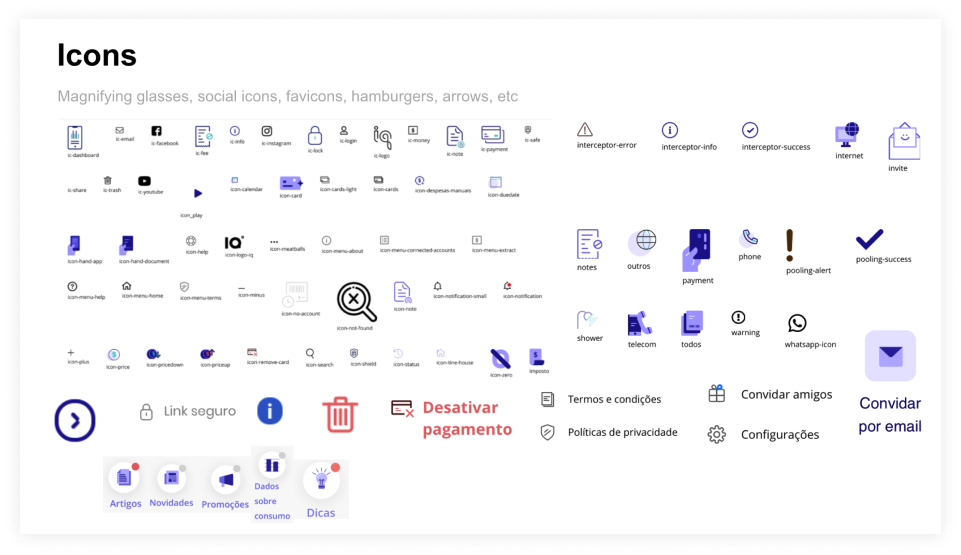 Icons
Magnifying glasses, social icons, favicons, hamburgers, arrows, etc
ic-dashboard
ic-email
ic-facebook
ic-fee
ic-info
ic-instagram
ic-lock
ic-login
ic-logo
ic-money
ic-note
ic-payment
ic-safe
ic-share
ic-trash
ic-youtube
icon_play
icon-calendar
icon-card
icon-cards-light
icon-cards
icon-despesas-manuais
icon-duedate
icon-hand-app
icon-hand-document
icon-help
IQ
icon-logo-iq
icon-meatballs
icon-menu-about
icon-menu-connected-accounts
icon-menu-extract
icon-menu-help
icon-menu-home
icon-menu-terms
icon-minus
icon-no-account
icon-not-found
icon-note
icon-notification-small
icon-notification
icon-plus
icon-price
icon-pricedown
icon-priceup
icon-remove-card
icon-search
icon-shield
icon-status
icon-tine-house
icon-zero
imposto
interceptor-error
interceptor-info
interceptor-success
internet
invite
notes
outros
payment
phone
pooling-alert
pooling-success
shower
telecom
todos
warning
whatsapp-icon
Link seguro
Desativar
pagamento
Termos e condições
Políticas de privacidade
Convidar amigos
Configurações
Convidar
por email
Artigos
Novidades
Promoções
Dados
sobre
consumo
Dicas